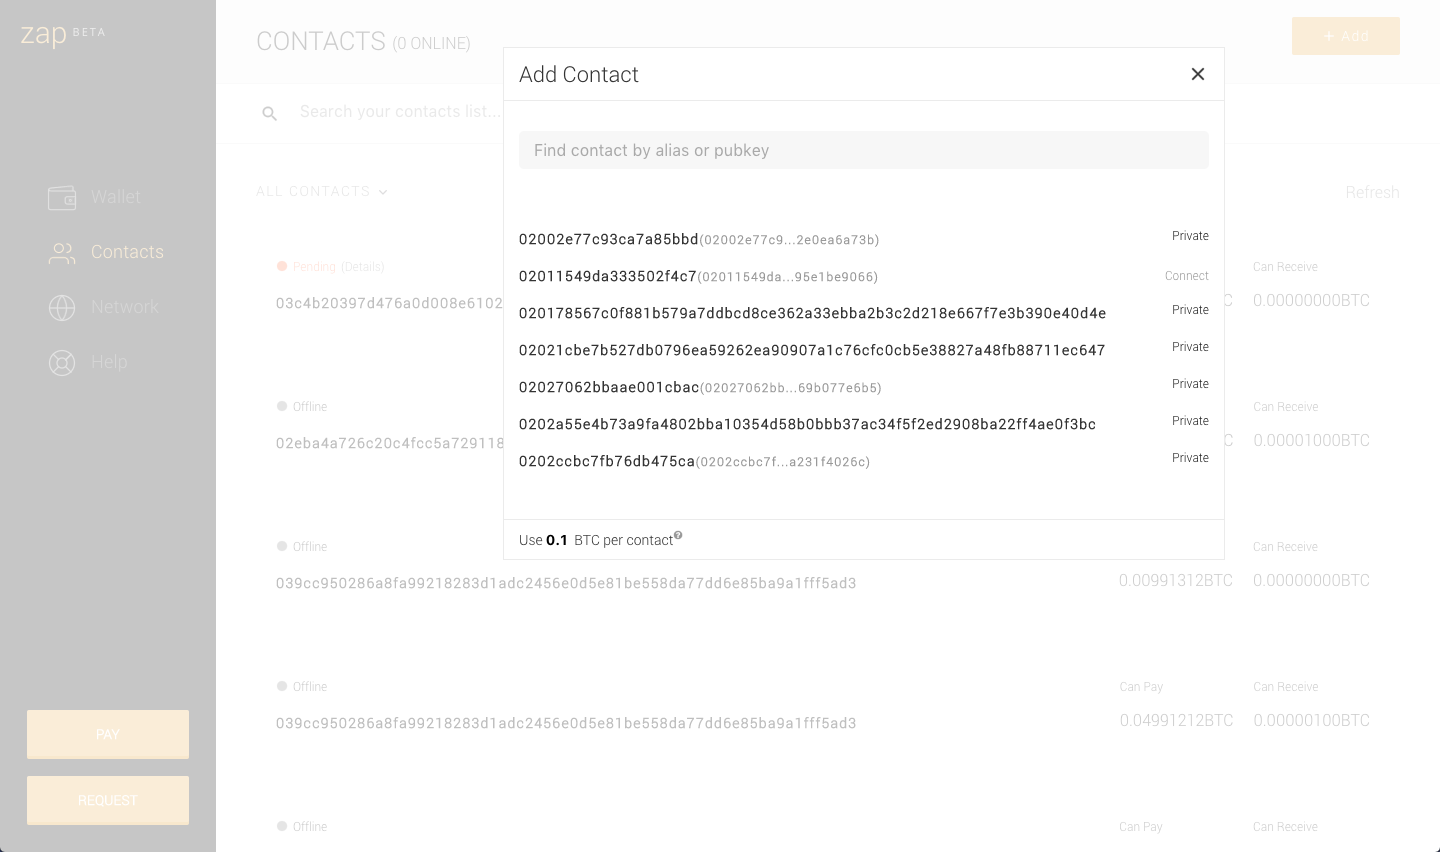 zap BETA
CONTACTS (0 ONLINE)
+ Add
Search your contacts list...
ALL CONTACTS
Refresh
Wallet
Contacts
Network
Help
PAY
REQUEST
Add Contact
Find contact by alias or pubkey
02002e77c93ca7a85bbd(02002e77c9...2e0ea6a73b) Private
02011549da333502f4c7(02011549da...95e1be9066) Connect
020178567c0f881b579a7ddbcd8ce362a33ebba2b3c2d218e667f7e3b390e40d4e Private
02021cbe7b527db0796ea59262ea90907a1c76cfc0cb5e38827a48fb88711ec647 Private
02027062bbaae001cbac(02027062bb...69b077e6b5) Private
0202a55e4b73a9fa4802bba10354d58b0bbb37ac34f5f2ed2908ba22ff4ae0f3bc Private
0202ccbc7fb76db475ca(0202ccbc7f...a231f4026c) Private
Use 0.1 BTC per contact
Pending (Details) Can Receive
03c4b20397d476a0d008e6102 C 0.00000000BTC
Offline Can Receive
02eba4a726c20c4fcc5a729118 C 0.00001000BTC
Offline Can Receive
039cc950286a8fa99218283d1adc2456e0d5e81be558da77dd6e85ba9a1fff5ad3 0.00991312BTC 0.00000000BTC
Offline Can Pay Can Receive
039cc950286a8fa99218283d1adc2456e0d5e81be558da77dd6e85ba9a1fff5ad3 0.04991212BTC 0.00000100BTC
Offline Can Pay Can Receive